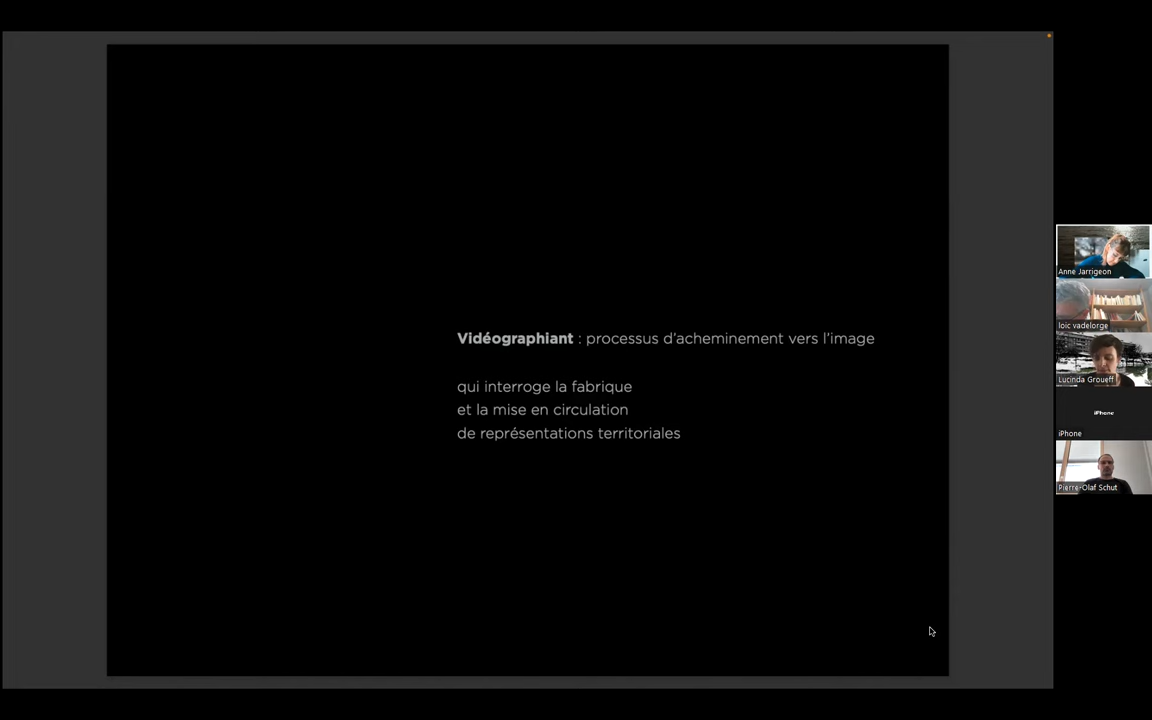 Vidéographiant : processus d'acheminement vers l'image
qui interroge la fabrique
et la mise en circulation
de représentations territoriales
Anne Jarrigeon
loic vadelorge
Lucinda Groueff
iPhone
iPhone
Pierre-Olaf Schut